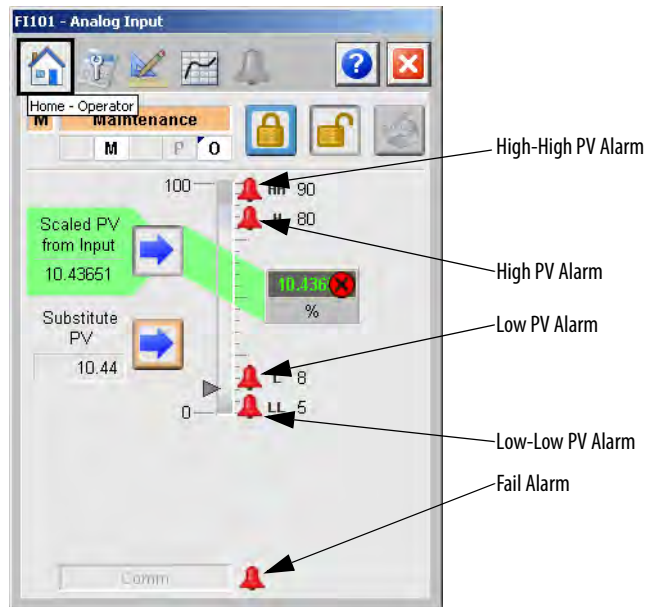 FI101 - Analog Input
Home - Operator
M Maintenance
M P O
High-High PV Alarm
100
HH 90
H 80
Scaled PV
from Input
10.43651
High PV Alarm
10.436
%
Low PV Alarm
Substitute
PV
10.44
L 8
LL 5
0
Low-Low PV Alarm
Fail Alarm
Comm